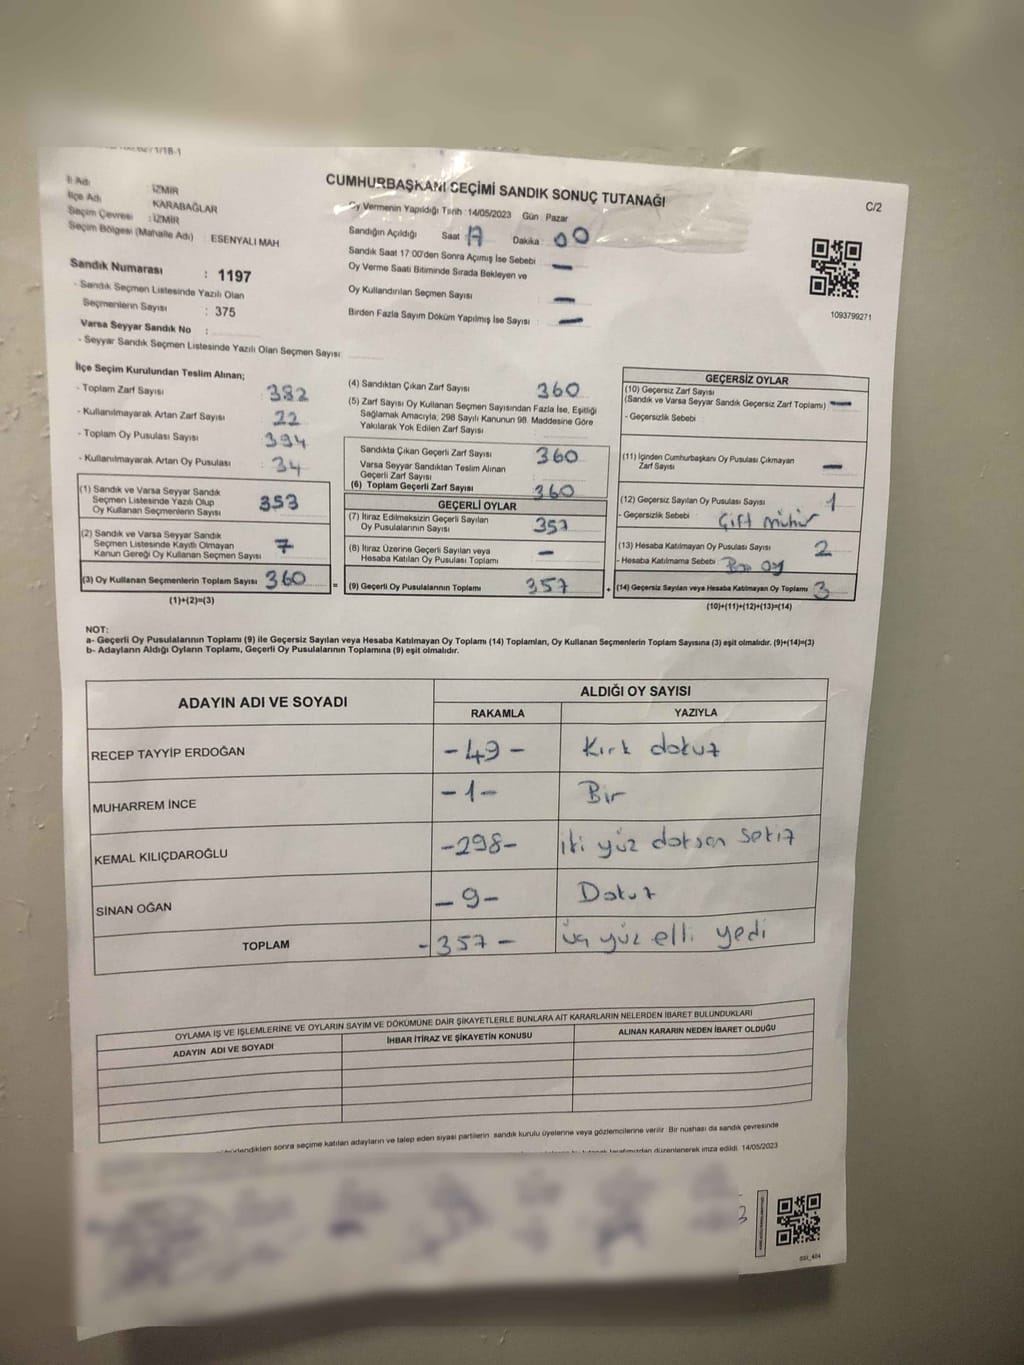 /1B-1
İl Adı : İZMİR
İlçe Adı KARABAĞLAR
Seçim Çevresi : İZMİR
Seçim Bölgesi (Mahalle Adı) : ESENYALI MAH
Sandık Numarası : 1197
- Sandık Seçmen Listesinde Yazılı Olan
Seçmenlerin Sayısı : 375
Varsa Seyyar Sandık No :
- Seyyar Sandık Seçmen Listesinde Yazılı Olan Seçmen Sayısı:
CUMHURBAŞKANI SEÇİMİ SANDIK SONUÇ TUTANAĞI
Oy Vermenin Yapıldığı Tarih : 14/05/2023 Gün : Pazar
Sandığın Açıldığı Saat : 17 Dakika : 00
Sandık Saat 17:00'den Sonra Açımış İse Sebebi : —
Oy Verme Saati Bitiminde Sırada Bekleyen ve
Oy Kullandırılan Seçmen Sayısı : —
Birden Fazla Sayım Döküm Yapılmış İse Sayısı : —
C/2
1093799271
İlçe Seçim Kurulundan Teslim Alınan;
- Toplam Zarf Sayısı : 382
- Kullanılmayarak Artan Zarf Sayısı : 22
- Toplam Oy Pusulası Sayısı : 394
- Kullanılmayarak Artan Oy Pusulası : 34
(1) Sandık ve Varsa Seyyar Sandık
Seçmen Listesinde Yazılı Olup
Oy Kullanan Seçmenlerin Sayısı : 353
(2) Sandık ve Varsa Seyyar Sandık
Seçmen Listesinde Kayıtlı Olmayan
Kanun Gereği Oy Kullanan Seçmen Sayısı : 7
(3) Oy Kullanan Seçmenlerin Toplam Sayısı : 360
(1)+(2)=(3)
=
(4) Sandıktan Çıkan Zarf Sayısı : 360
(5) Zarf Sayısı Oy Kullanan Seçmen Sayısından Fazla İse, Eşitliği
Sağlamak Amacıyla, 298 Sayılı Kanunun 98. Maddesine Göre
Yakılarak Yok Edilen Zarf Sayısı :
Sandıkta Çıkan Geçerli Zarf Sayısı : 360
Varsa Seyyar Sandıktan Teslim Alınan
Geçerli Zarf Sayısı :
(6) Toplam Geçerli Zarf Sayısı : 360
GEÇERLİ OYLAR
(7) İtiraz Edilmeksizin Geçerli Sayılan
Oy Pusulalarının Sayısı : 357
(8) İtiraz Üzerine Geçerli Sayılan veya
Hesaba Katılan Oy Pusulası Toplamı : —
(9) Geçerli Oy Pusulalarının Toplamı : 357
+
GEÇERSİZ OYLAR
(10) Geçersiz Zarf Sayısı
(Sandık ve Varsa Seyyar Sandık Geçersiz Zarf Toplamı) : —
- Geçersizlik Sebebi :
(11) İçinden Cumhurbaşkanı Oy Pusulası Çıkmayan
Zarf Sayısı : —
(12) Geçersiz Sayılan Oy Pusulası Sayısı : 1
- Geçersizlik Sebebi : Çift mühür
(13) Hesaba Katılmayan Oy Pusulası Sayısı : 2
- Hesaba Katılmama Sebebi : Boş oy
(14) Geçersiz Sayılan veya Hesaba Katılmayan Oy Toplamı : 3
(10)+(11)+(12)+(13)=(14)
NOT:
a- Geçerli Oy Pusulalarının Toplamı (9) ile Geçersiz Sayılan veya Hesaba Katılmayan Oy Toplamı (14) Toplamları, Oy Kullanan Seçmenlerin Toplam Sayısına (3) eşit olmalıdır. (9)+(14)=(3)
b- Adayların Aldığı Oyların Toplamı, Geçerli Oy Pusulalarının Toplamına (9) eşit olmalıdır.
ADAYIN ADI VE SOYADI
ALDIĞI OY SAYISI
RAKAMLA YAZIYLA
RECEP TAYYİP ERDOĞAN -49- Kırk dokuz
MUHARREM İNCE -1- Bir
KEMAL KILIÇDAROĞLU -298- iki yüz doksan sekiz
SİNAN OĞAN -9- Dokuz
TOPLAM -357- üç yüz elli yedi
OYLAMA İŞ VE İŞLEMLERİNE VE OYLARIN SAYIM VE DÖKÜMÜNE DAİR ŞİKAYETLERLE BUNLARA AİT KARARLARIN NELERDEN İBARET BULUNDUKLARI
ADAYIN ADI VE SOYADI İHBAR İTİRAZ VE ŞİKAYETİN KONUSU ALINAN KARARIN NEDEN İBARET OLDUĞU
sonra seçime katılan adayların ve talep eden siyasi partilerin sandık kurulu üyelerine veya gözlemcilerine verilir. Bir nüshası da sandık çevresinde
düzenlenerek imza edildi. 14/05/2023
3